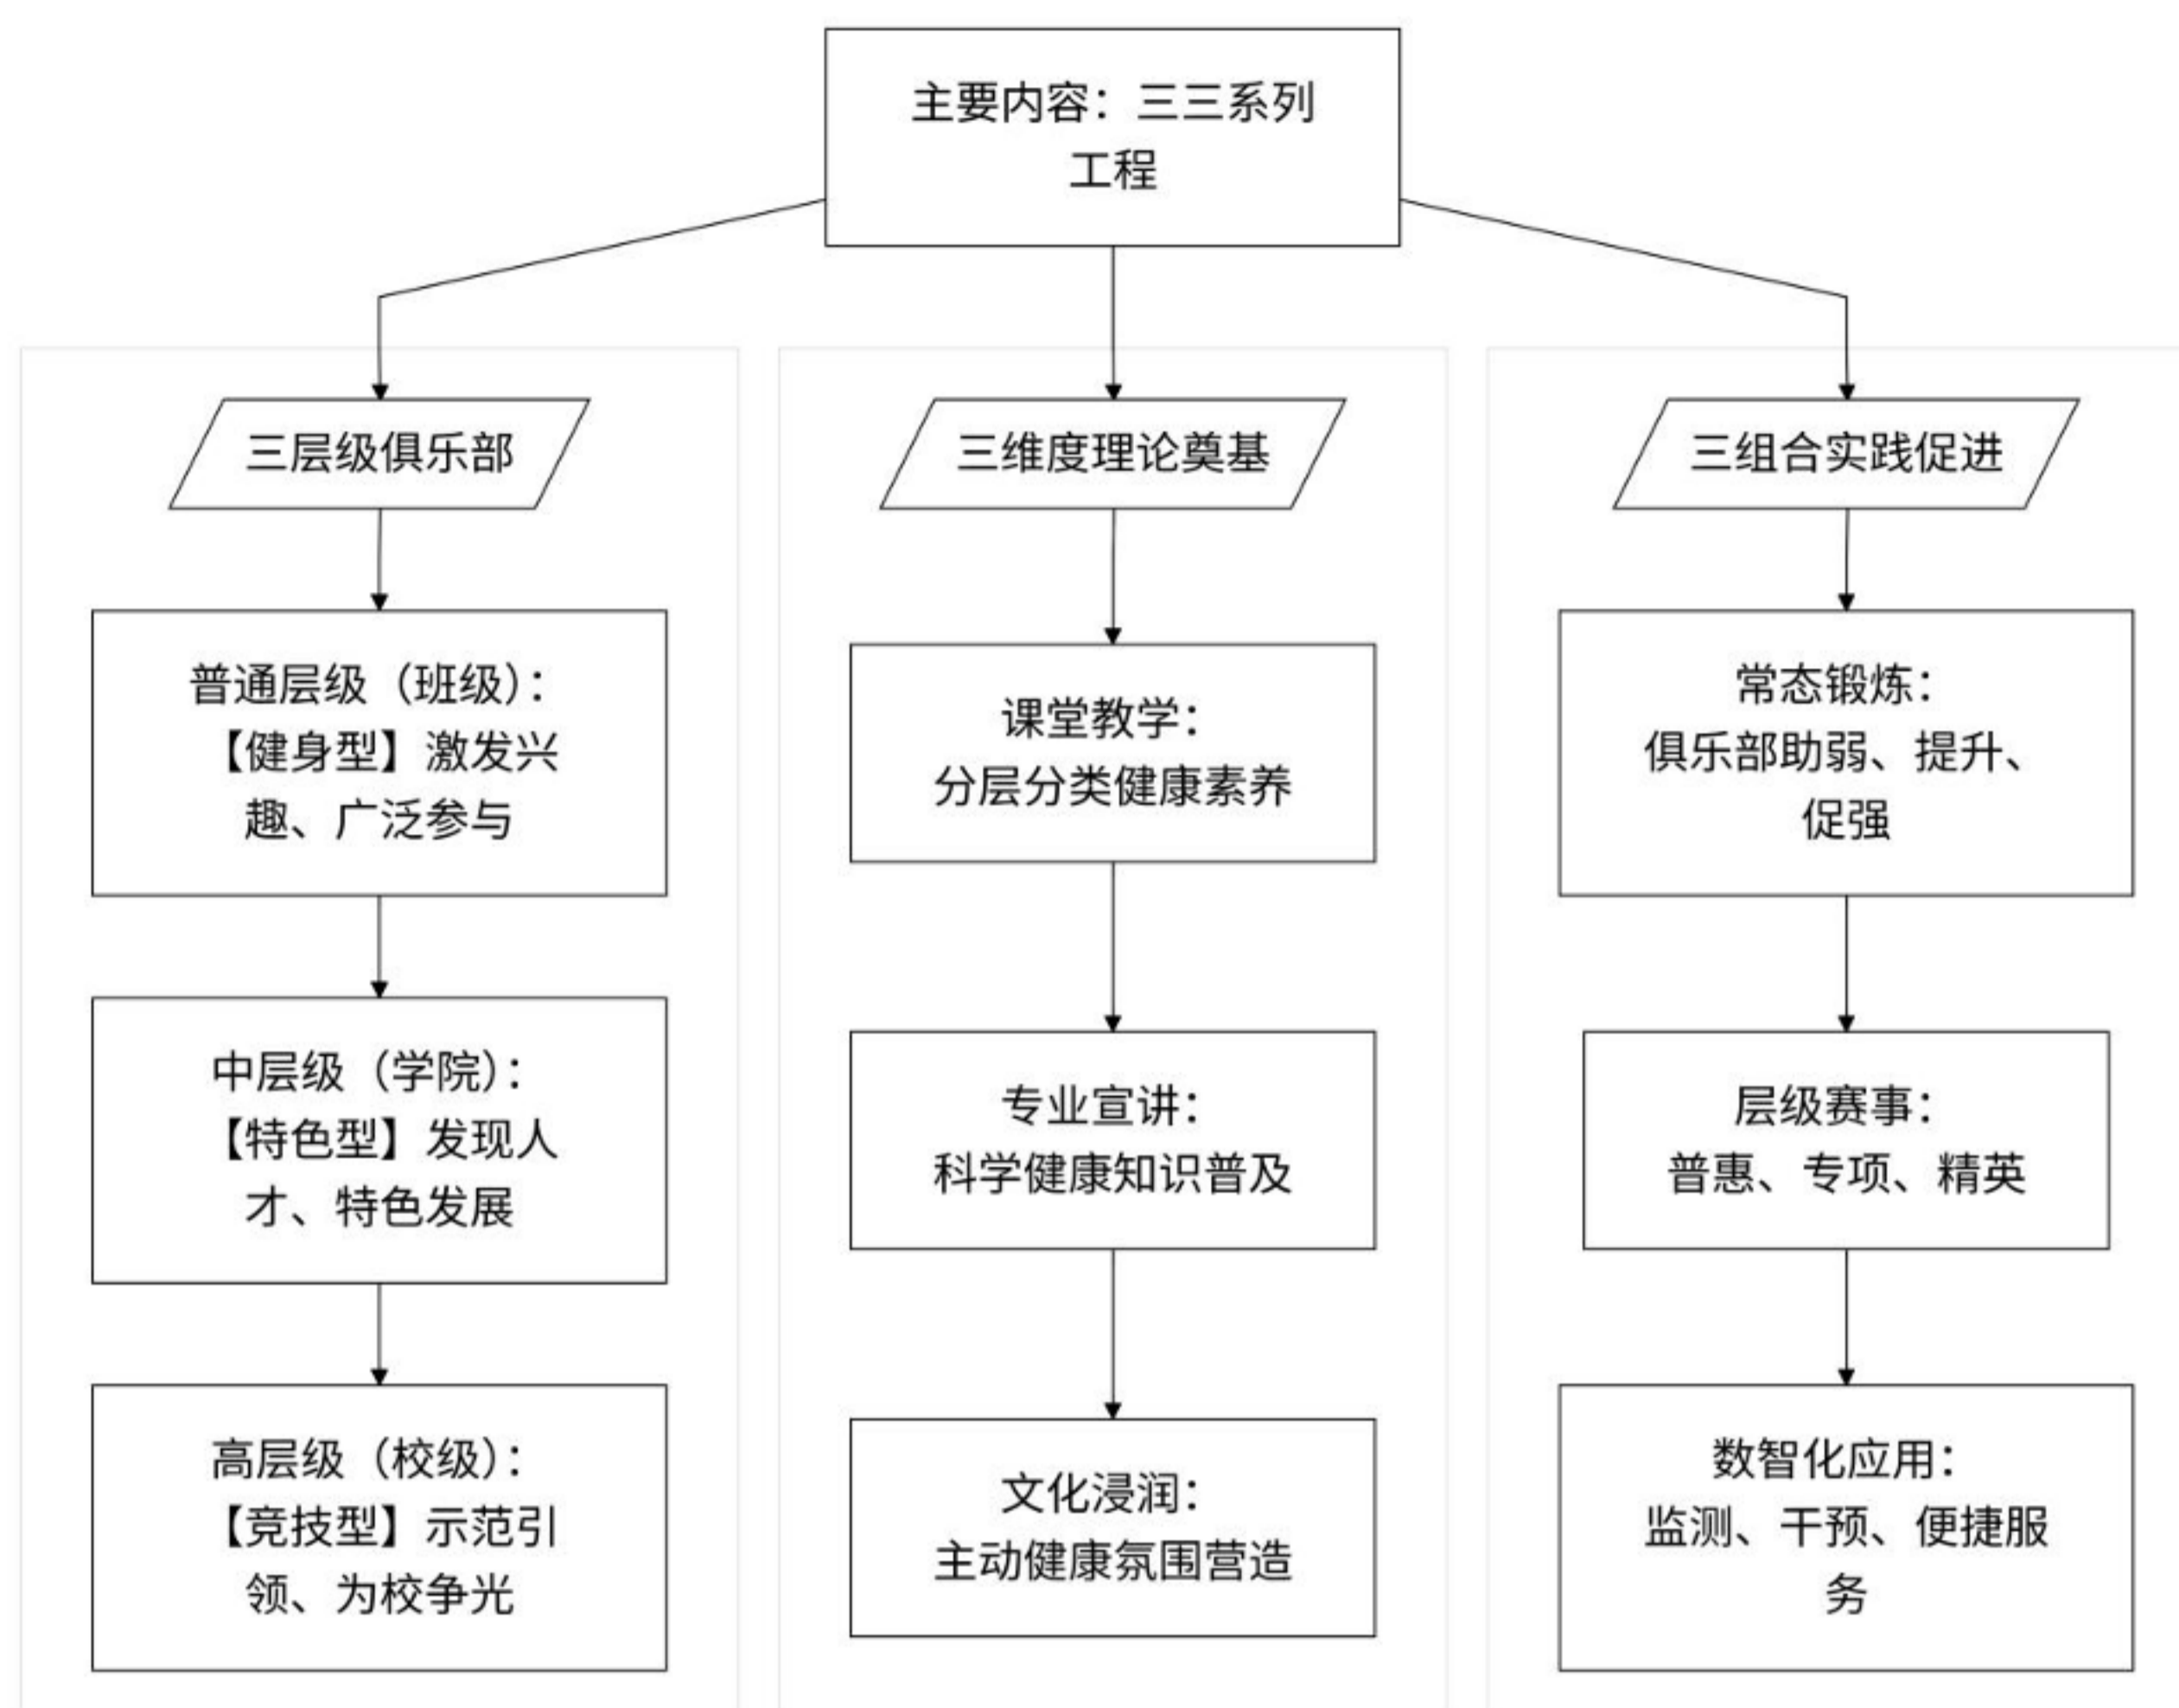 主要内容：三三系列
工程
三层级俱乐部
普通层级（班级）：
【健身型】激发兴
趣、广泛参与
中层级（学院）：
【特色型】发现人
才、特色发展
高层级（校级）：
【竞技型】示范引
领、为校争光
三维度理论奠基
课堂教学：
分层分类健康素养
专业宣讲：
科学健康知识普及
文化浸润：
主动健康氛围营造
三组合实践促进
常态锻炼：
俱乐部助弱、提升、
促强
层级赛事：
普惠、专项、精英
数智化应用：
监测、干预、便捷服
务